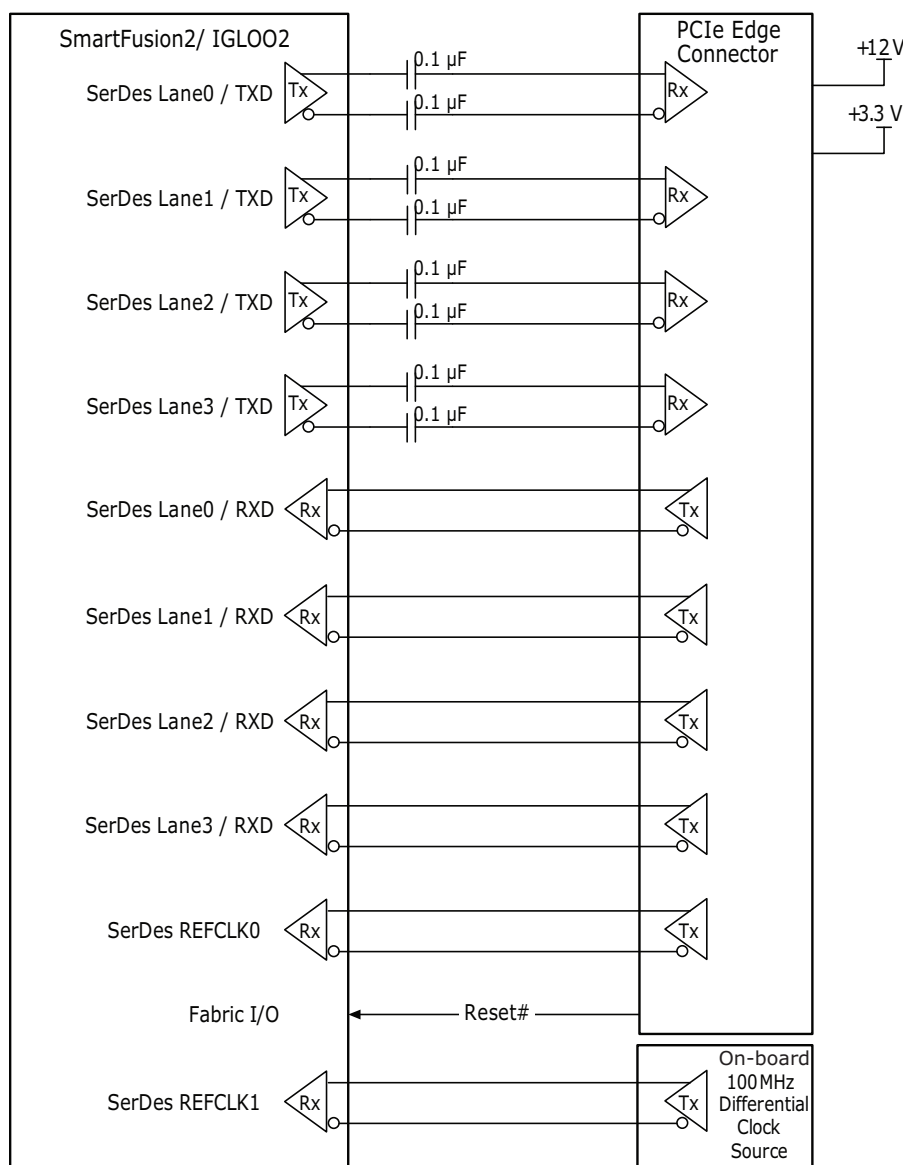 SmartFusion2/ IGLOO2
PCIe Edge
Connector
+12 V
+3.3 V
SerDes Lane0 / TXD
Tx
0.1 µF
0.1 µF
Rx
SerDes Lane1 / TXD
Tx
0.1 µF
0.1 µF
Rx
SerDes Lane2 / TXD
Tx
0.1 µF
0.1 µF
Rx
SerDes Lane3 / TXD
Tx
0.1 µF
0.1 µF
Rx
SerDes Lane0 / RXD
Rx
Tx
SerDes Lane1 / RXD
Rx
Tx
SerDes Lane2 / RXD
Rx
Tx
SerDes Lane3 / RXD
Rx
Tx
SerDes REFCLK0
Rx
Tx
Fabric I/O
Reset#
SerDes REFCLK1
Rx
Tx
On-board
100MHz
Differential
Clock
Source